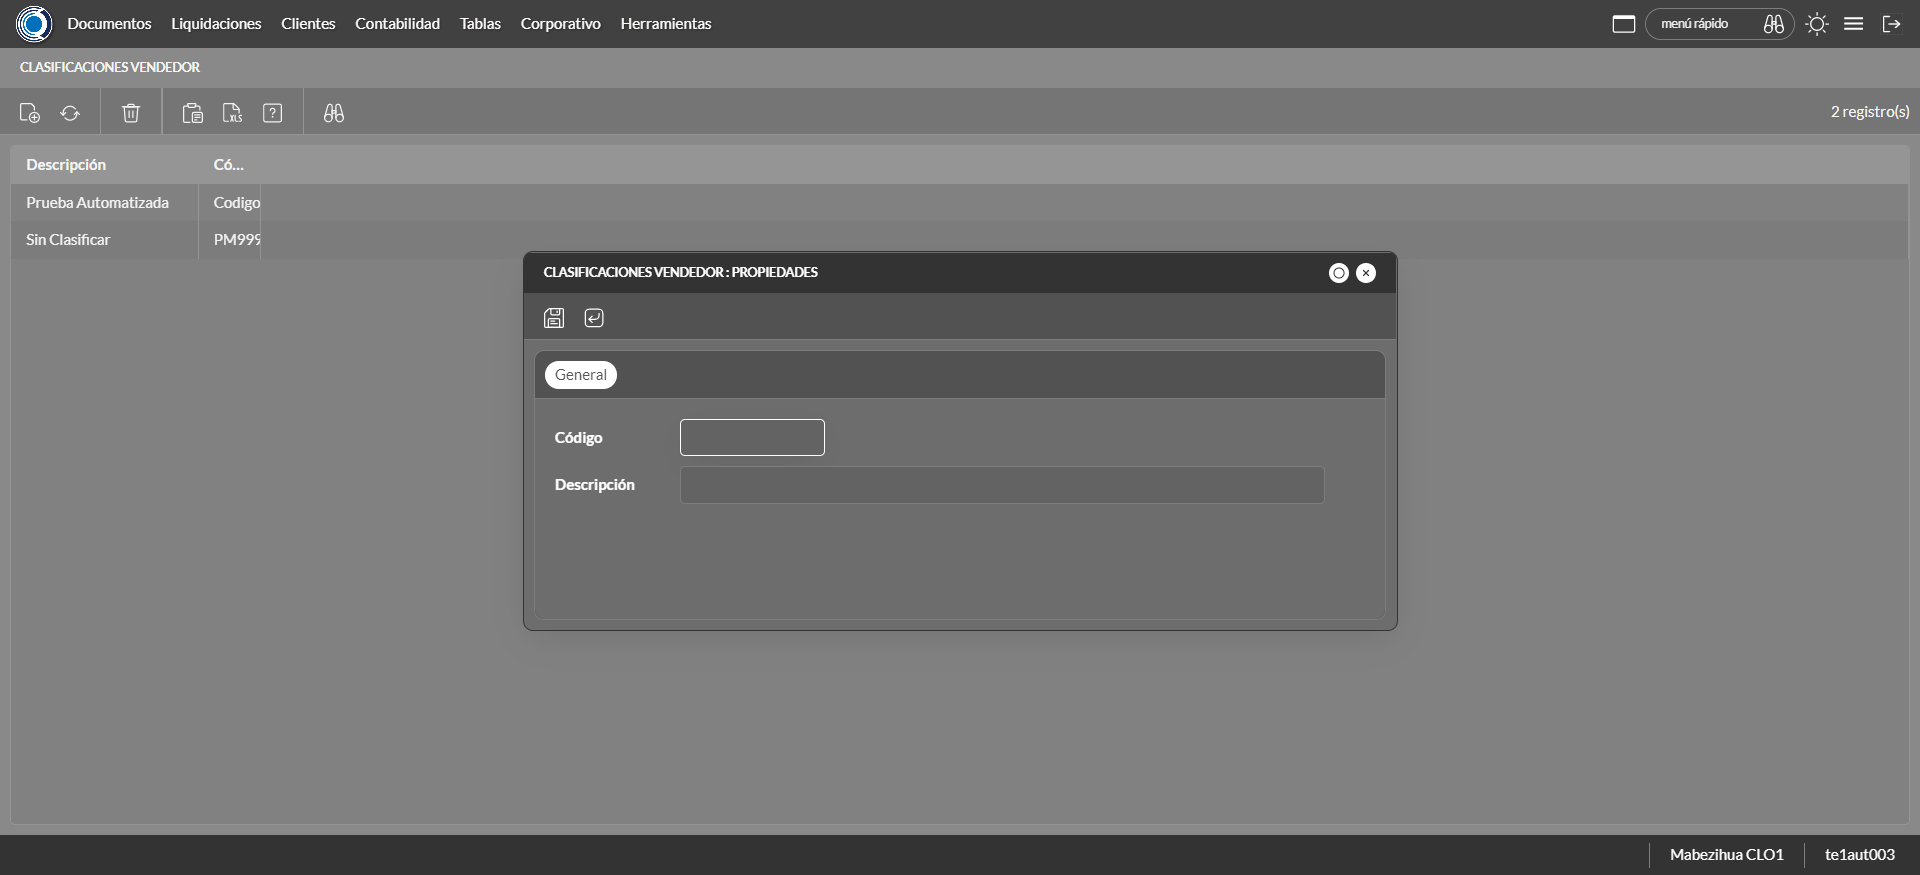 Documentos Liquidaciones Clientes Contabilidad Tablas Corporativo Herramientas menú rápido
CLASIFICACIONES VENDEDOR
XLS ? 2 registro(s)
Descripción Có...
Prueba Automatizada Codigo
Sin Clasificar PM999
CLASIFICACIONES VENDEDOR : PROPIEDADES
General
Código
Descripción
Mabezihua CLO1 te1aut003